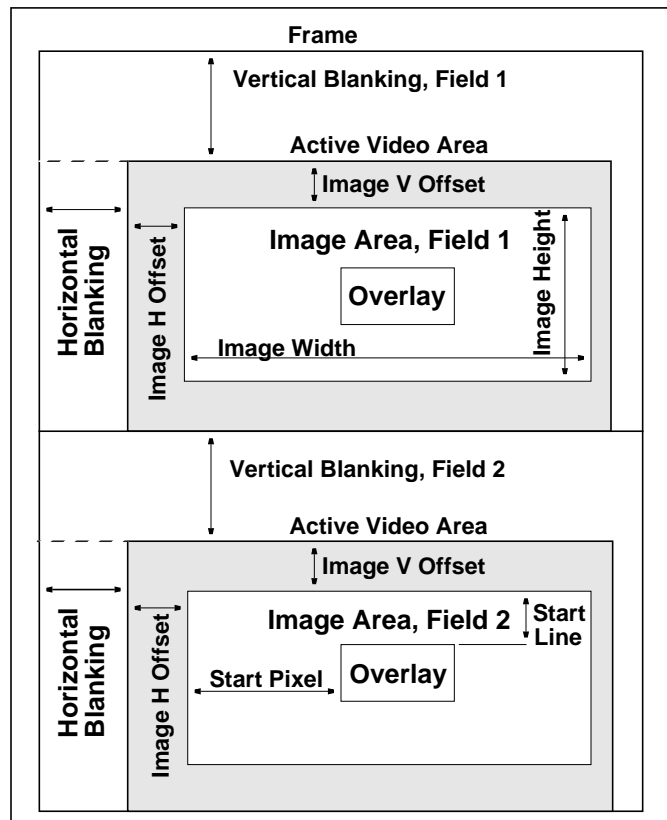 Frame
Vertical Blanking, Field 1
Active Video Area
Image V Offset
Horizontal
Blanking
Image H Offset
Image Area, Field 1
Overlay
Image Height
Image Width
Vertical Blanking, Field 2
Active Video Area
Image V Offset
Horizontal
Blanking
Image H Offset
Image Area, Field 2
Start
Line
Overlay
Start Pixel